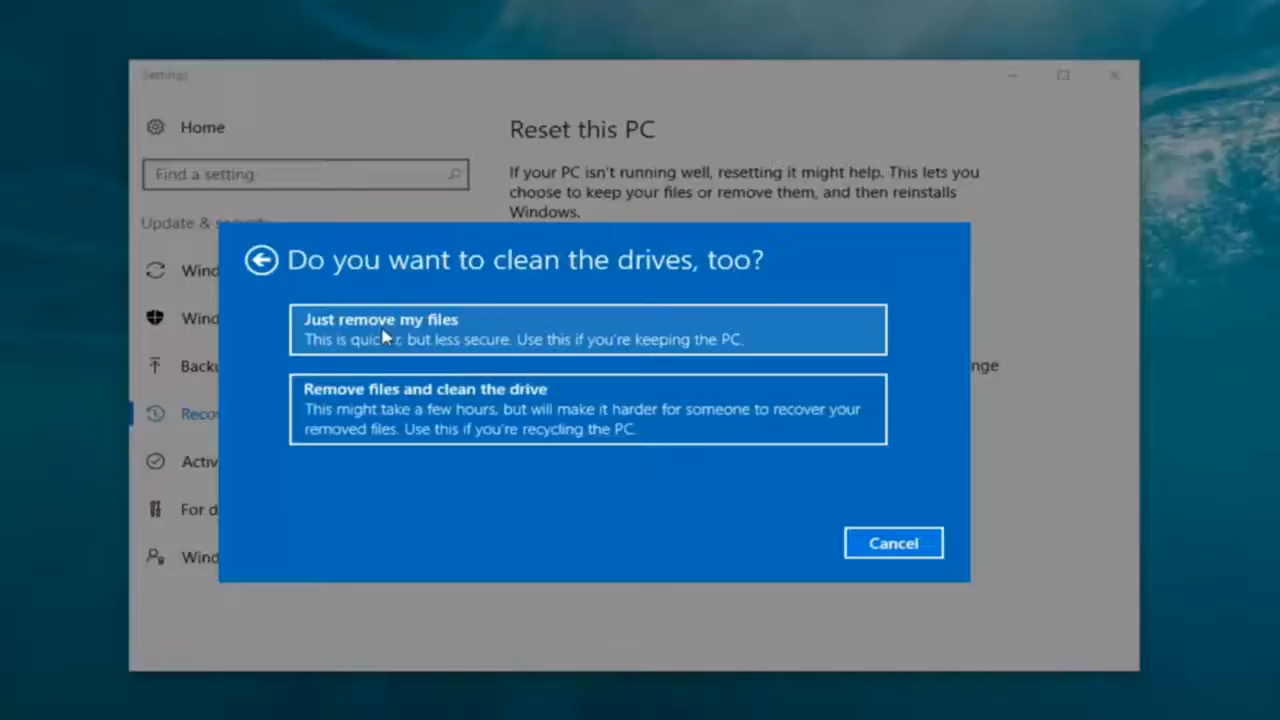 Settings
Home
Reset this PC
Find a setting
If your PC isn't running well, resetting it might help. This lets
you choose to keep your files or remove them, and then reinstalls
Windows.
Update & security
Do you want to clean the drives, too?
Wind
Just remove my files
This is quicker, but less secure. Use this if you're keeping the PC.
Wind
Backu
nge
Remove files and clean the drive
This might take a few hours, but will make it harder for someone to recover your
removed files. Use this if you're recycling the PC.
Recov
Activ
For d
Wind
Cancel